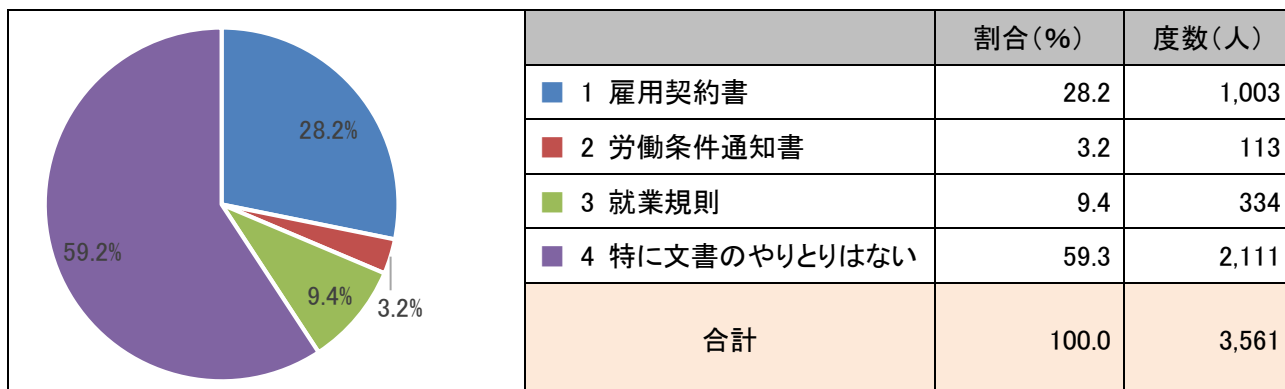 28.2%
3.2%
9.4%
59.2%
割合(%) 度数(人)
1 雇用契約書 28.2 1,003
2 労働条件通知書 3.2 113
3 就業規則 9.4 334
4 特に文書のやりとりはない 59.3 2,111
合計 100.0 3,561